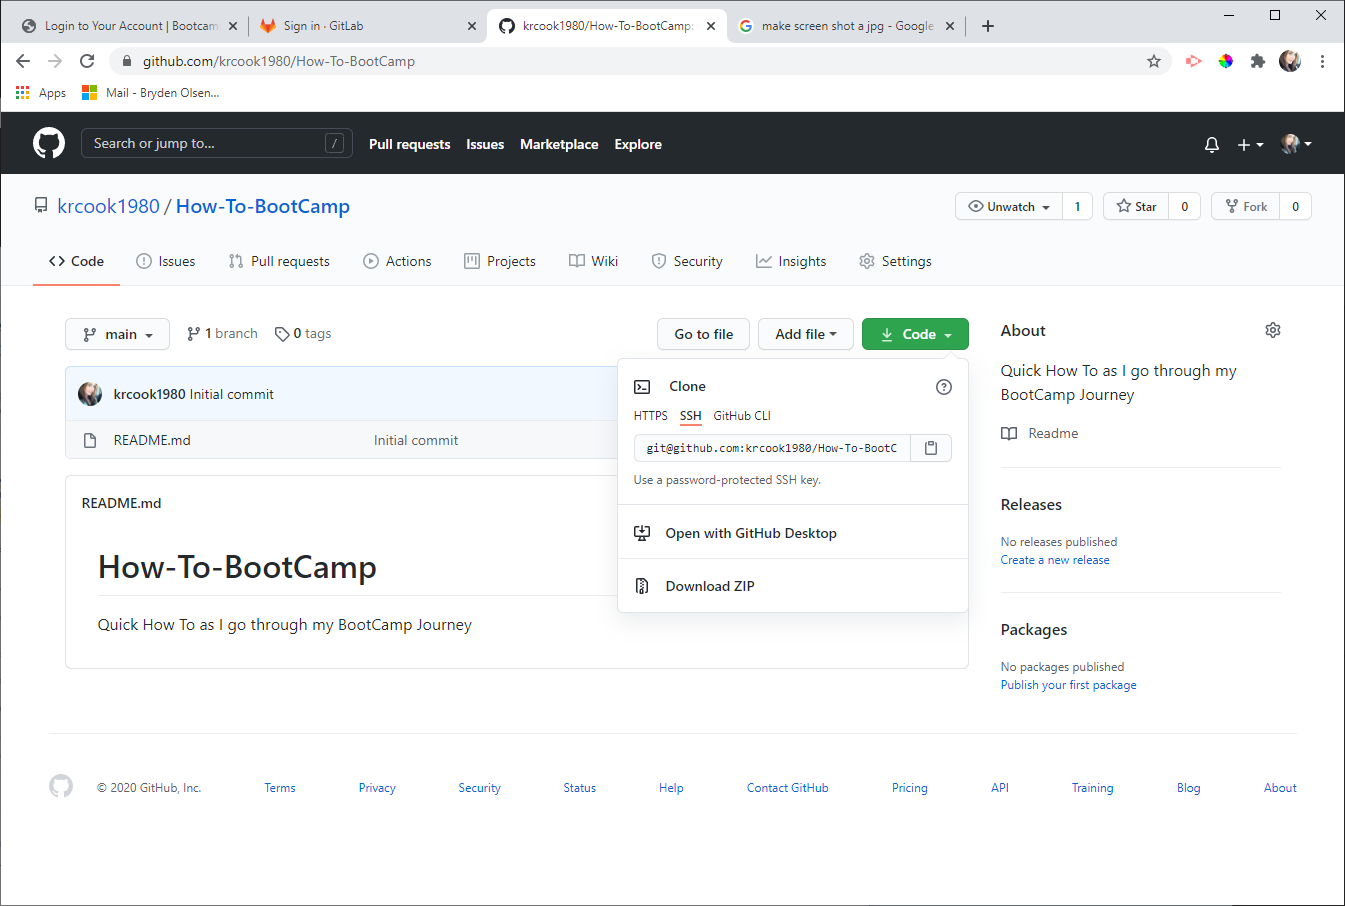 Login to Your Account | Bootcam
Sign in · GitLab
krcook1980/How-To-BootCamp:
make screen shot a jpg - Google
github.com/krcook1980/How-To-BootCamp
Apps
Mail - Bryden Olsen...
Search or jump to... /
Pull requests Issues Marketplace Explore
krcook1980 / How-To-BootCamp
Unwatch 1 Star 0 Fork 0
Code Issues Pull requests Actions Projects Wiki Security Insights Settings
main 1 branch 0 tags
Go to file Add file Code
krcook1980 Initial commit
README.md Initial commit
Clone
HTTPS SSH GitHub CLI
git@github.com:krcook1980/How-To-BootC
Use a password-protected SSH key.
Open with GitHub Desktop
Download ZIP
README.md
How-To-BootCamp
Quick How To as I go through my BootCamp Journey
About
Quick How To as I go through my
BootCamp Journey
Readme
Releases
No releases published
Create a new release
Packages
No packages published
Publish your first package
© 2020 GitHub, Inc. Terms Privacy Security Status Help Contact GitHub Pricing API Training Blog About